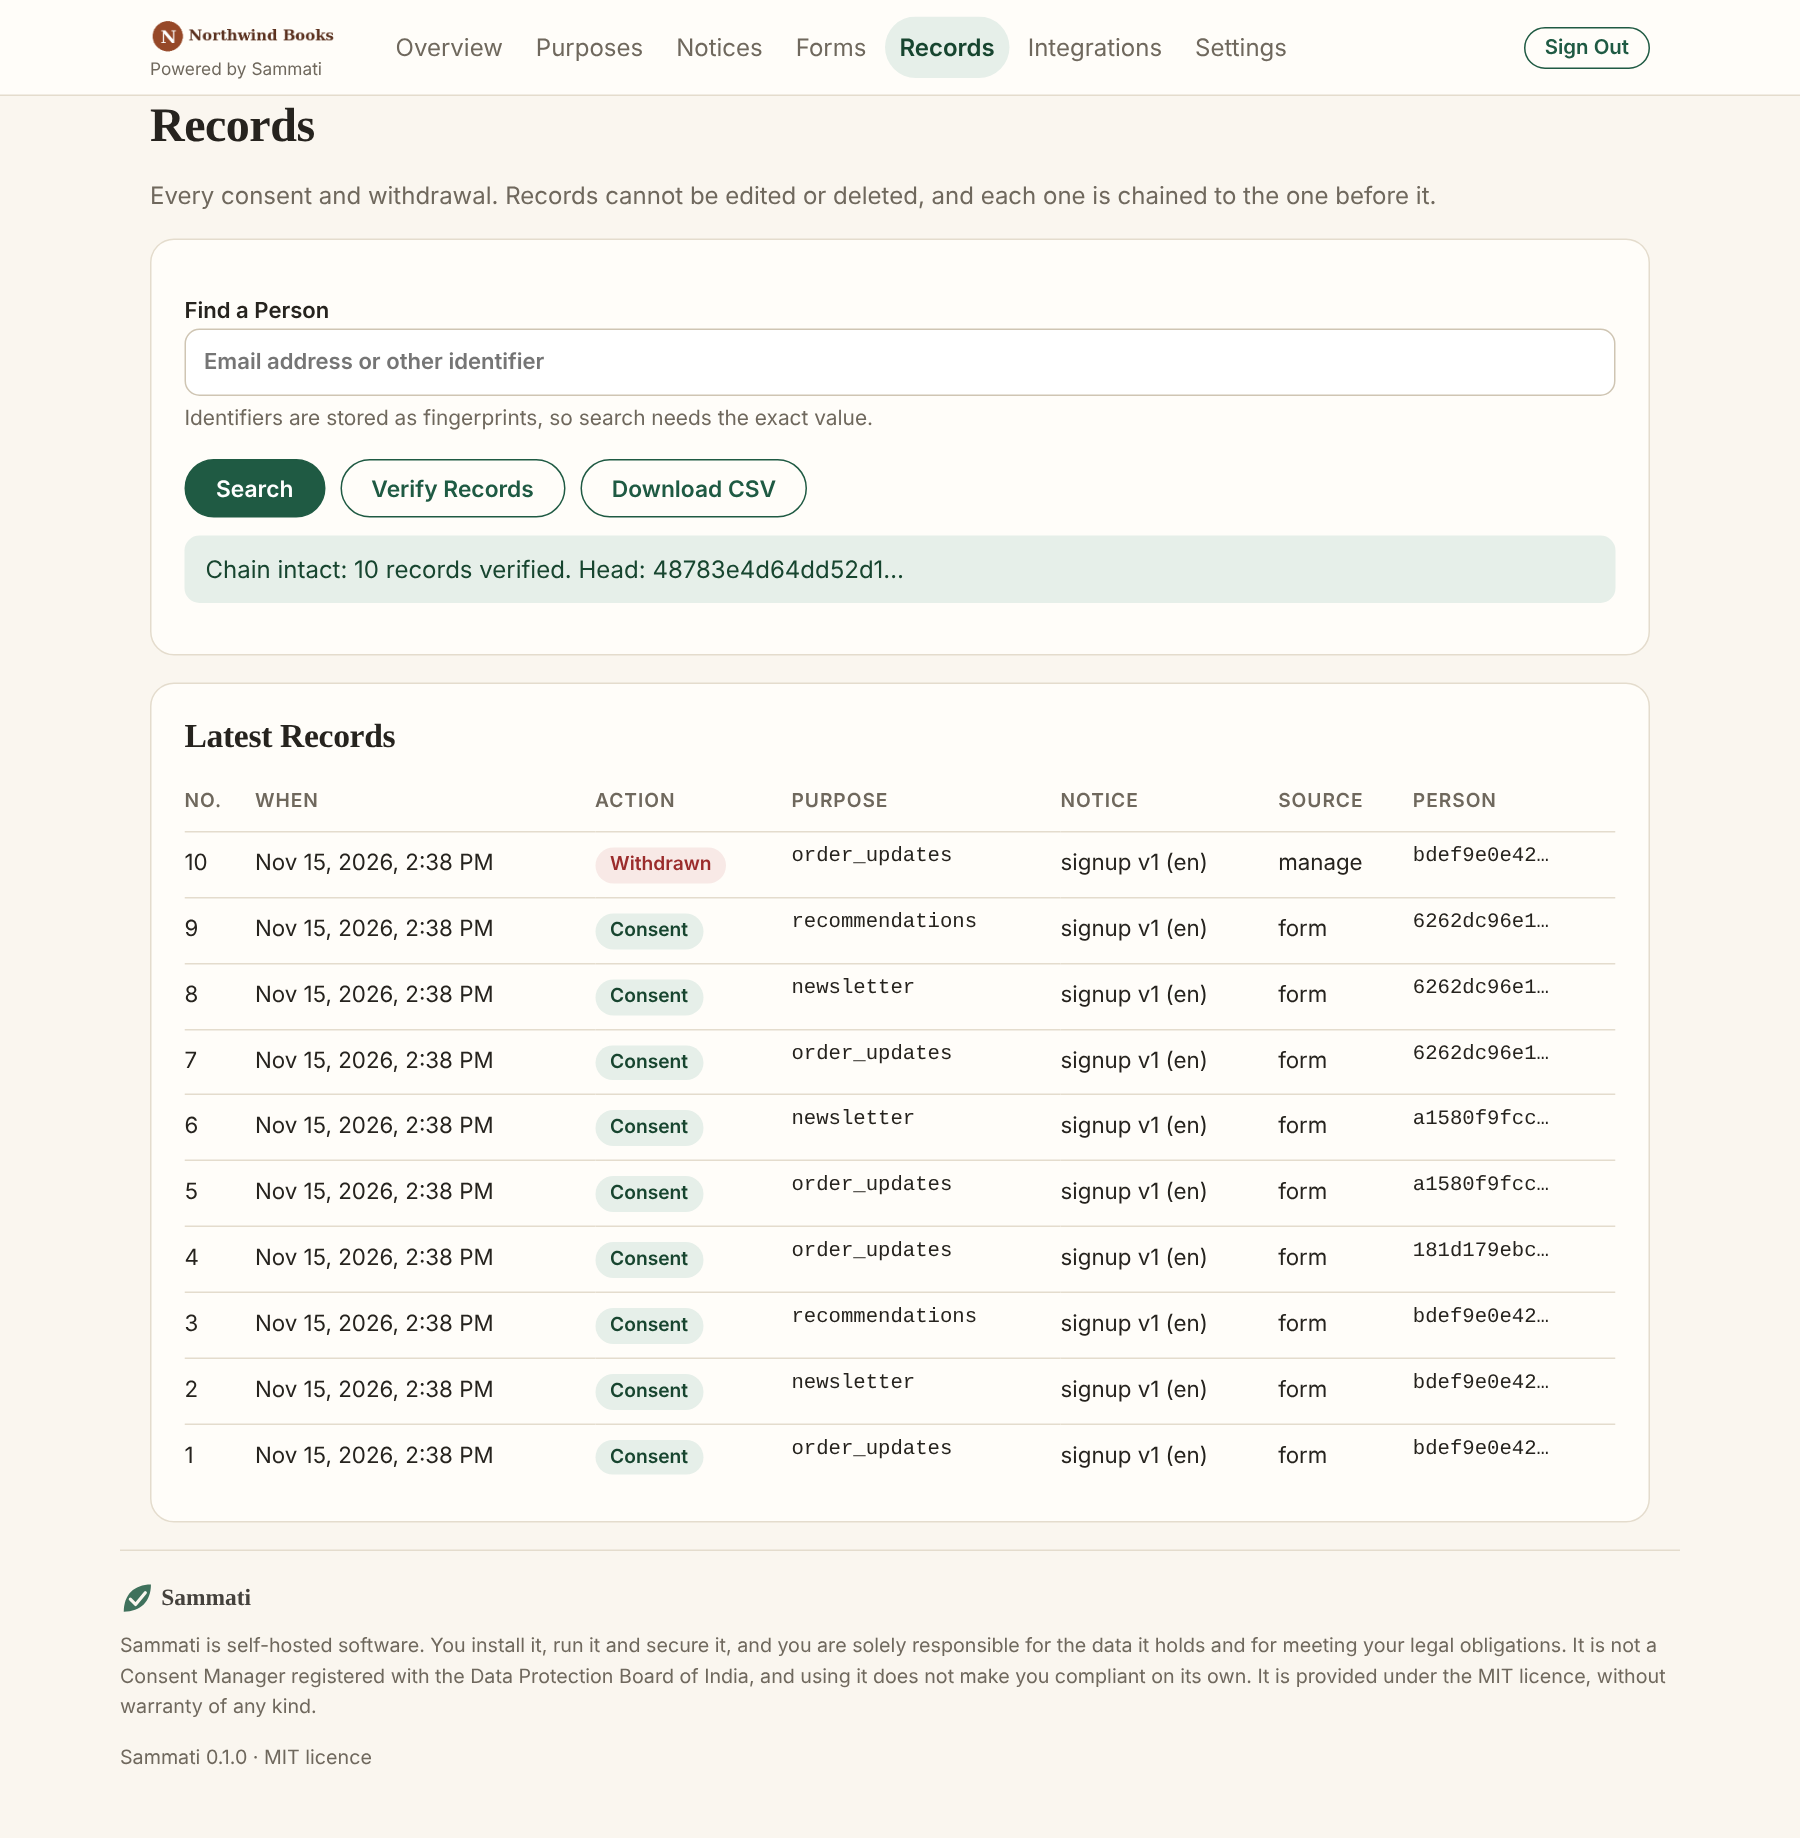 N Northwind Books
Powered by Sammati
Overview Purposes Notices Forms Records Integrations Settings Sign Out
Records
Every consent and withdrawal. Records cannot be edited or deleted, and each one is chained to the one before it.
Find a Person
Email address or other identifier
Identifiers are stored as fingerprints, so search needs the exact value.
Search Verify Records Download CSV
Chain intact: 10 records verified. Head: 48783e4d64dd52d1…
Latest Records
NO. WHEN ACTION PURPOSE NOTICE SOURCE PERSON
10 Nov 15, 2026, 2:38 PM Withdrawn order_updates signup v1 (en) manage bdef9e0e42…
9 Nov 15, 2026, 2:38 PM Consent recommendations signup v1 (en) form 6262dc96e1…
8 Nov 15, 2026, 2:38 PM Consent newsletter signup v1 (en) form 6262dc96e1…
7 Nov 15, 2026, 2:38 PM Consent order_updates signup v1 (en) form 6262dc96e1…
6 Nov 15, 2026, 2:38 PM Consent newsletter signup v1 (en) form a1580f9fcc…
5 Nov 15, 2026, 2:38 PM Consent order_updates signup v1 (en) form a1580f9fcc…
4 Nov 15, 2026, 2:38 PM Consent order_updates signup v1 (en) form 181d179ebc…
3 Nov 15, 2026, 2:38 PM Consent recommendations signup v1 (en) form bdef9e0e42…
2 Nov 15, 2026, 2:38 PM Consent newsletter signup v1 (en) form bdef9e0e42…
1 Nov 15, 2026, 2:38 PM Consent order_updates signup v1 (en) form bdef9e0e42…
Sammati
Sammati is self-hosted software. You install it, run it and secure it, and you are solely responsible for the data it holds and for meeting your legal obligations. It is not a
Consent Manager registered with the Data Protection Board of India, and using it does not make you compliant on its own. It is provided under the MIT licence, without
warranty of any kind.
Sammati 0.1.0 · MIT licence